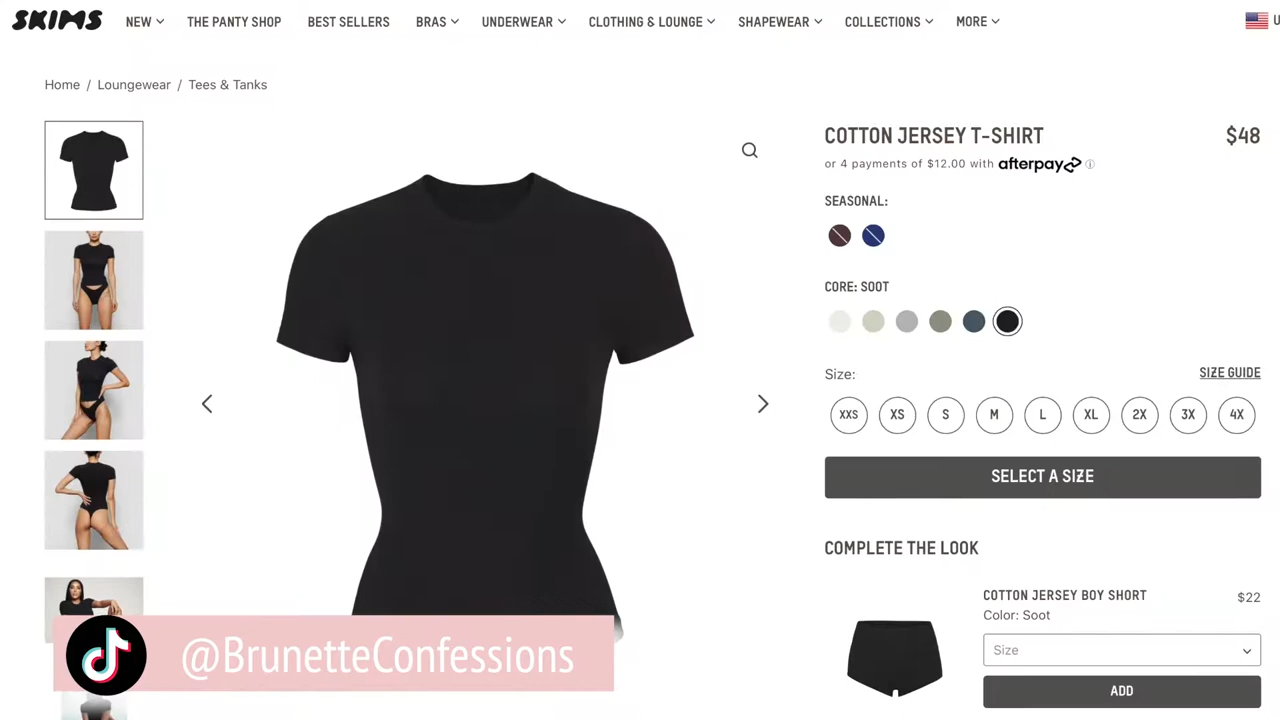 SKIMS
NEW
THE PANTY SHOP
BEST SELLERS
BRAS
UNDERWEAR
CLOTHING & LOUNGE
SHAPEWEAR
COLLECTIONS
MORE
U
Home / Loungewear / Tees & Tanks
COTTON JERSEY T-SHIRT
$48
or 4 payments of $12.00 with afterpay
SEASONAL:
CORE: SOOT
Size:
SIZE GUIDE
XXS
XS
S
M
L
XL
2X
3X
4X
SELECT A SIZE
COMPLETE THE LOOK
COTTON JERSEY BOY SHORT
$22
Color: Soot
Size
ADD
@BrunetteConfessions